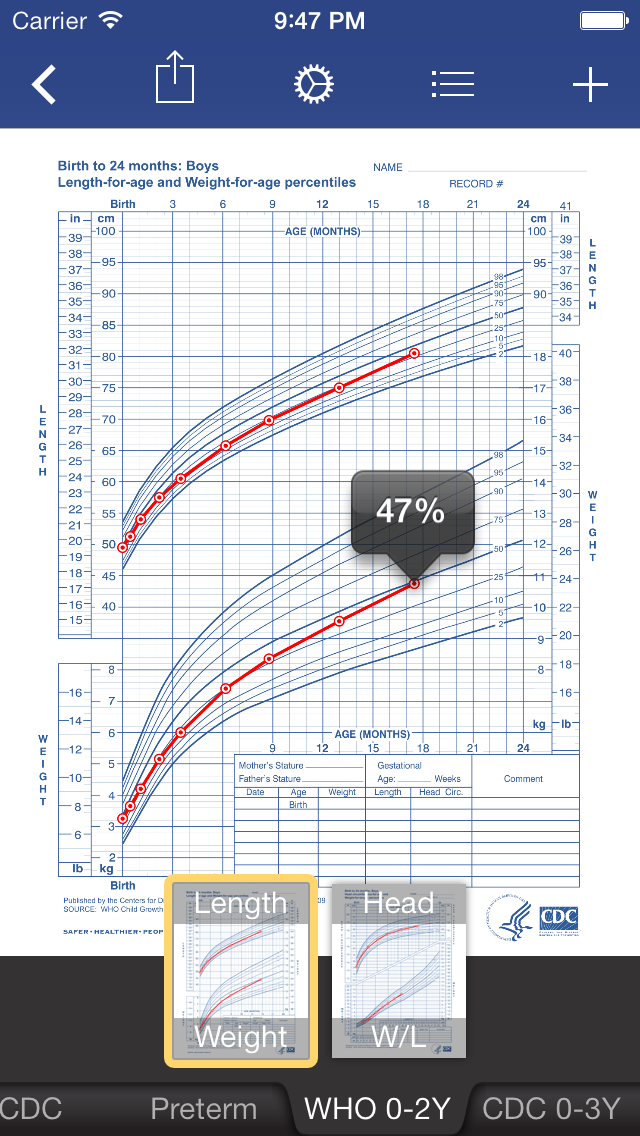 Carrier 9:47 PM
Birth to 24 months: Boys
Length-for-age and Weight-for-age percentiles
NAME
RECORD #
Birth 3 6 9 12 15 18 21 24 41
in cm cm in
AGE (MONTHS)
100 100
39 39
38 95 95 38
37 37
36 90 90 36
35 35
34 85 34
33
32 80 18 40
31
30 75 17 38
29
28 70 16 36
27
26 65 15 34
25
24 60 14 32
23
22 55 13 30
21 28
20 50 12 26
19
18 45 11 24
17
16 40 10 22
15
9 20
8 8 18
16 7 16
14
12 6 kg lb
10 5
4
8
3
6
2
lb kg
98
95
90
75
50
25
10
5
2
98
95
90
75
50
25
10
5
2
LENGTH
LENGTH
WEIGHT
WEIGHT
47%
AGE (MONTHS)
9 12 15 18 21 24
Mother's Stature Gestational
Father's Stature Age: Weeks Comment
Date Age Weight Length Head Circ.
Birth
Birth
Published by the Centers for D 09
SOURCE: WHO Child Growth
SAFER • HEALTHIER • PEOP
CDC
Length
Weight
Head
W/L
CDC Preterm WHO 0-2Y CDC 0-3Y